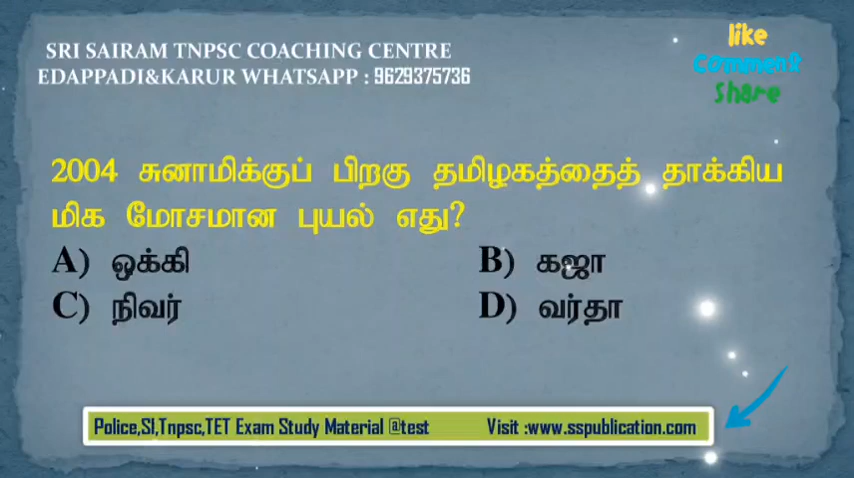 like
comment
share
SRI SAIRAM TNPSC COACHING CENTRE
EDAPPADI&KARUR WHATSAPP : 9629375736
2004 சுனாமிக்குப் பிறகு தமிழகத்தைத் தாக்கிய
மிக மோசமான புயல் எது?
A) ஒக்கி B) கஜா
C) நிவர் D) வர்தா
Police,SI,Tnpsc,TET Exam Study Material @test Visit :www.sspublication.com